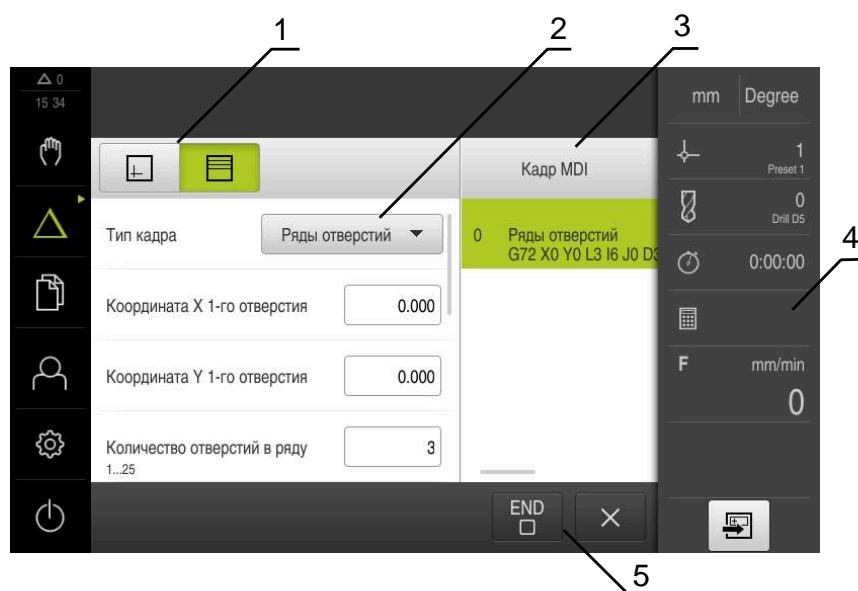 1
2
3
0
15 34
mm Degree
1
Preset 1
Кадр MDI
0
Drill D5
Тип кадра
Ряды отверстий
0 Ряды отверстий
G72 X0 Y0 L3 I6 J0 D3
4
0:00:00
Координата X 1-го отверстия
0.000
Координата Y 1-го отверстия
0.000
F mm/min
0
Количество отверстий в ряду
3
1...25
END
5